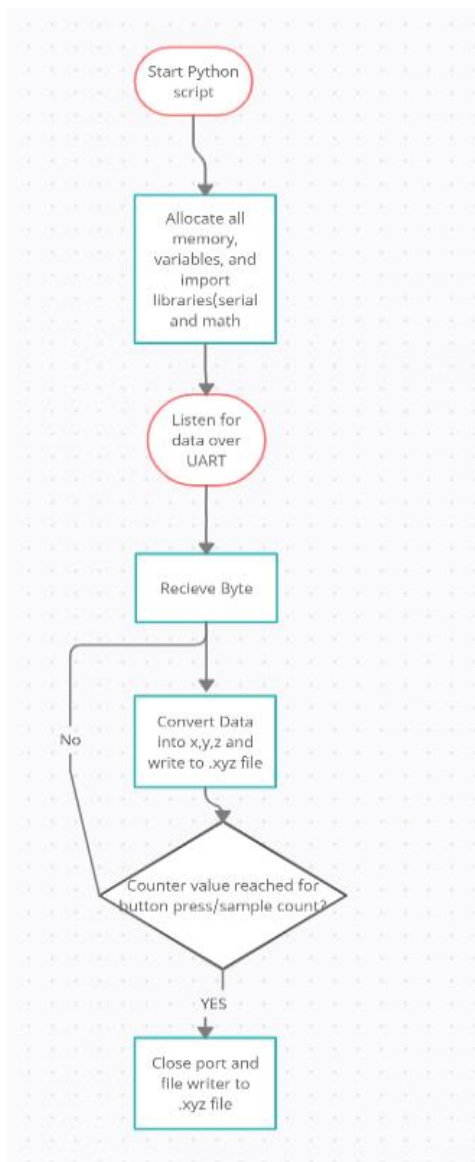 Start Python
script
Allocate all
memory,
variables, and
import
libraries(serial
and math
Listen for
data over
UART
Recieve Byte
Convert Data
into x,y,z and
write to .xyz file
No
Counter value reached for
button press/sample count?
YES
Close port and
file writer to
.xyz file